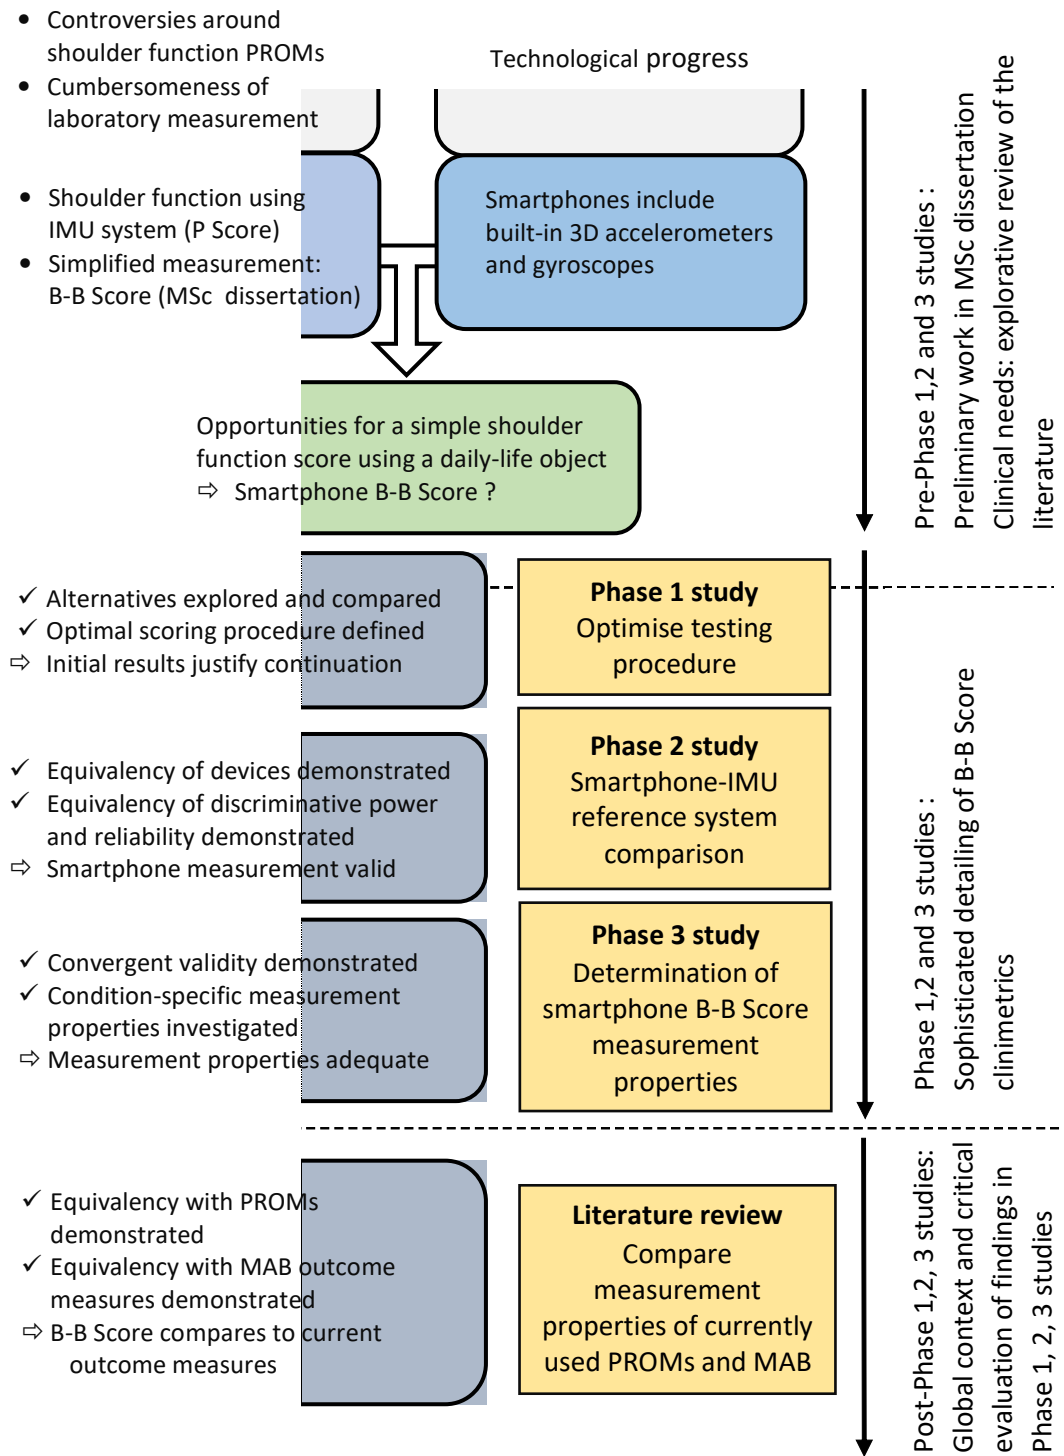 • Controversies around
shoulder function PROMs
• Cumbersomeness of
laboratory measurement
Technological progress
• Shoulder function using
IMU system (P Score)
• Simplified measurement:
B-B Score (MSc dissertation)
Smartphones include
built-in 3D accelerometers
and gyroscopes
Opportunities for a simple shoulder
function score using a daily-life object
⇨ Smartphone B-B Score ?
Pre-Phase 1,2 and 3 studies :
Preliminary work in MSc dissertation
Clinical needs: explorative review of the
literature
✓ Alternatives explored and compared
✓ Optimal scoring procedure defined
⇨ Initial results justify continuation
Phase 1 study
Optimise testing
procedure
✓ Equivalency of devices demonstrated
✓ Equivalency of discriminative power
and reliability demonstrated
⇨ Smartphone measurement valid
Phase 2 study
Smartphone-IMU
reference system
comparison
✓ Convergent validity demonstrated
✓ Condition-specific measurement
properties investigated
⇨ Measurement properties adequate
Phase 3 study
Determination of
smartphone B-B Score
measurement
properties
Phase 1,2 and 3 studies :
Sophisticated detailing of B-B Score
clinimetrics
✓ Equivalency with PROMs
demonstrated
✓ Equivalency with MAB outcome
measures demonstrated
⇨ B-B Score compares to current
outcome measures
Literature review
Compare
measurement
properties of currently
used PROMs and MAB
Post-Phase 1,2, 3 studies:
Global context and critical
evaluation of findings in
Phase 1, 2, 3 studies